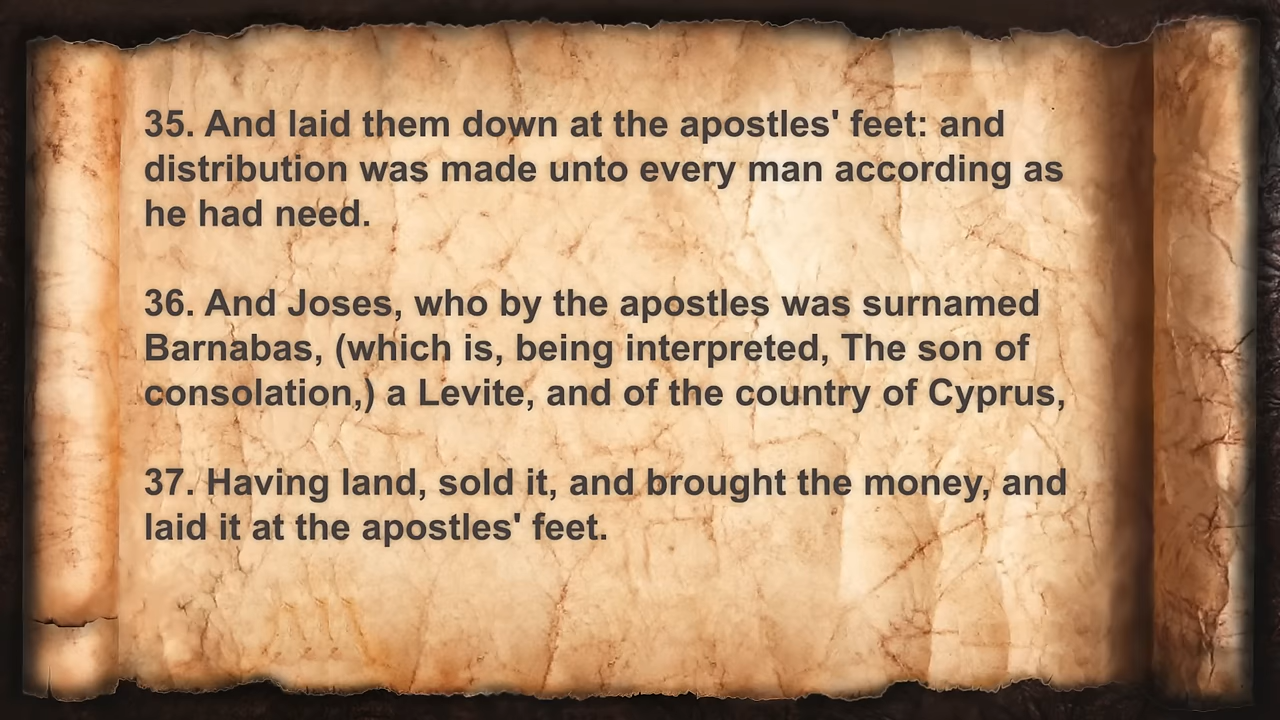 35. And laid them down at the apostles' feet: and
distribution was made unto every man according as
he had need.
36. And Joses, who by the apostles was surnamed
Barnabas, (which is, being interpreted, The son of
consolation,) a Levite, and of the country of Cyprus,
37. Having land, sold it, and brought the money, and
laid it at the apostles' feet.